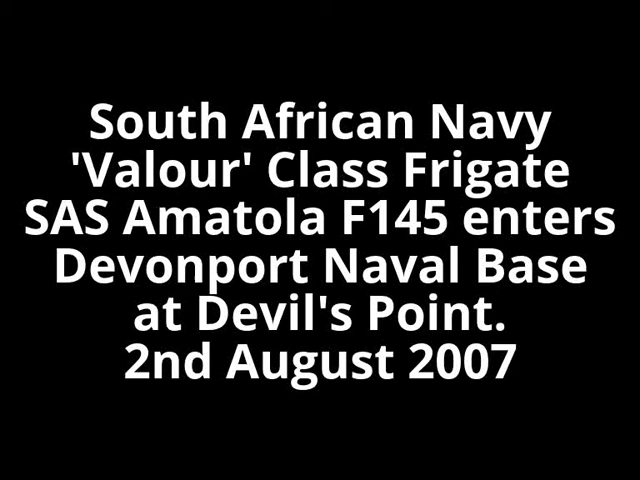 South African Navy
'Valour' Class Frigate
SAS Amatola F145 enters
Devonport Naval Base
at Devil's Point.
2nd August 2007